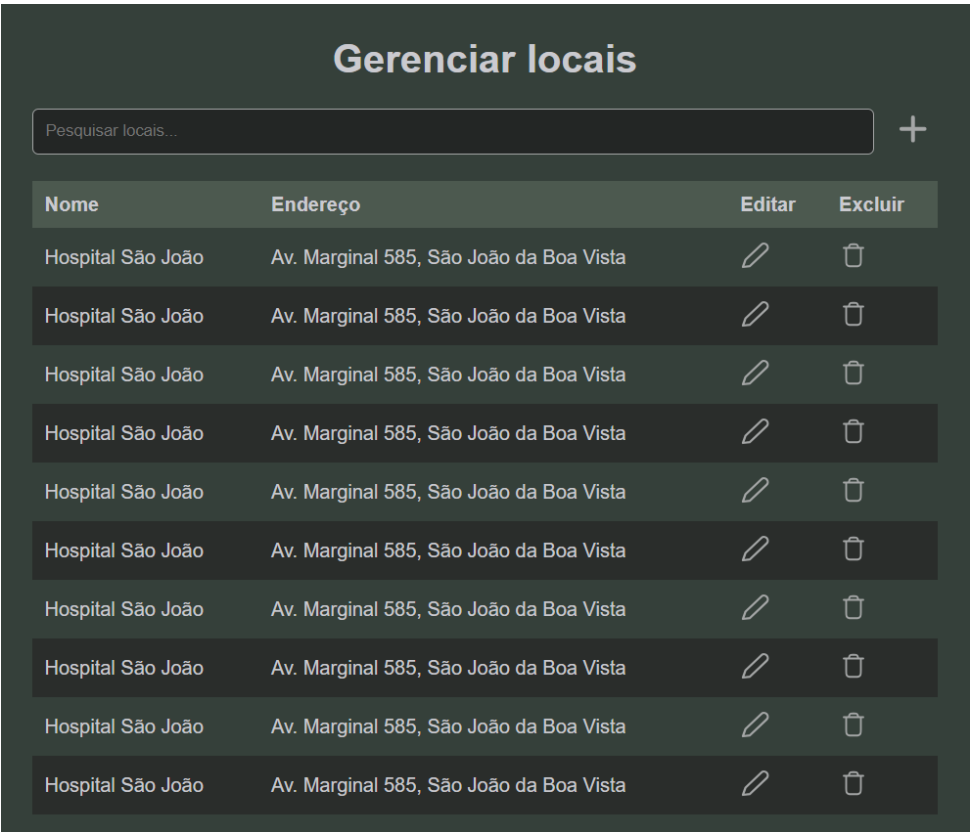 Gerenciar locais
Pesquisar locais...
Nome Endereço Editar Excluir
Hospital São João Av. Marginal 585, São João da Boa Vista
Hospital São João Av. Marginal 585, São João da Boa Vista
Hospital São João Av. Marginal 585, São João da Boa Vista
Hospital São João Av. Marginal 585, São João da Boa Vista
Hospital São João Av. Marginal 585, São João da Boa Vista
Hospital São João Av. Marginal 585, São João da Boa Vista
Hospital São João Av. Marginal 585, São João da Boa Vista
Hospital São João Av. Marginal 585, São João da Boa Vista
Hospital São João Av. Marginal 585, São João da Boa Vista
Hospital São João Av. Marginal 585, São João da Boa Vista